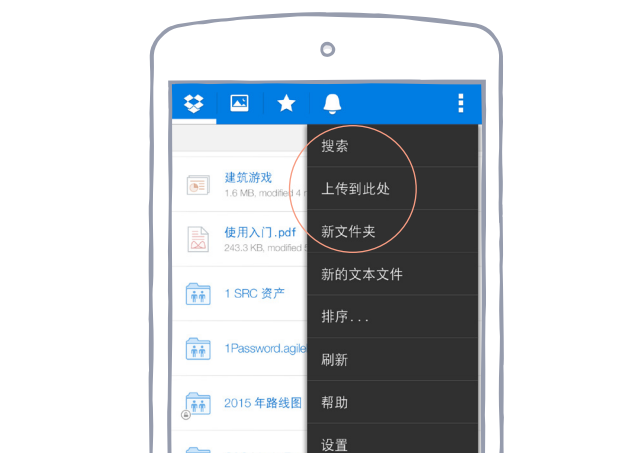 搜索
上传到此处
新文件夹
新的文本文件
排序...
刷新
帮助
设置
建筑游戏
1.6 MB, modified 4
使用入门.pdf
243.3 KB, modified
1 SRC 资产
1Password.agile
2015 年路线图